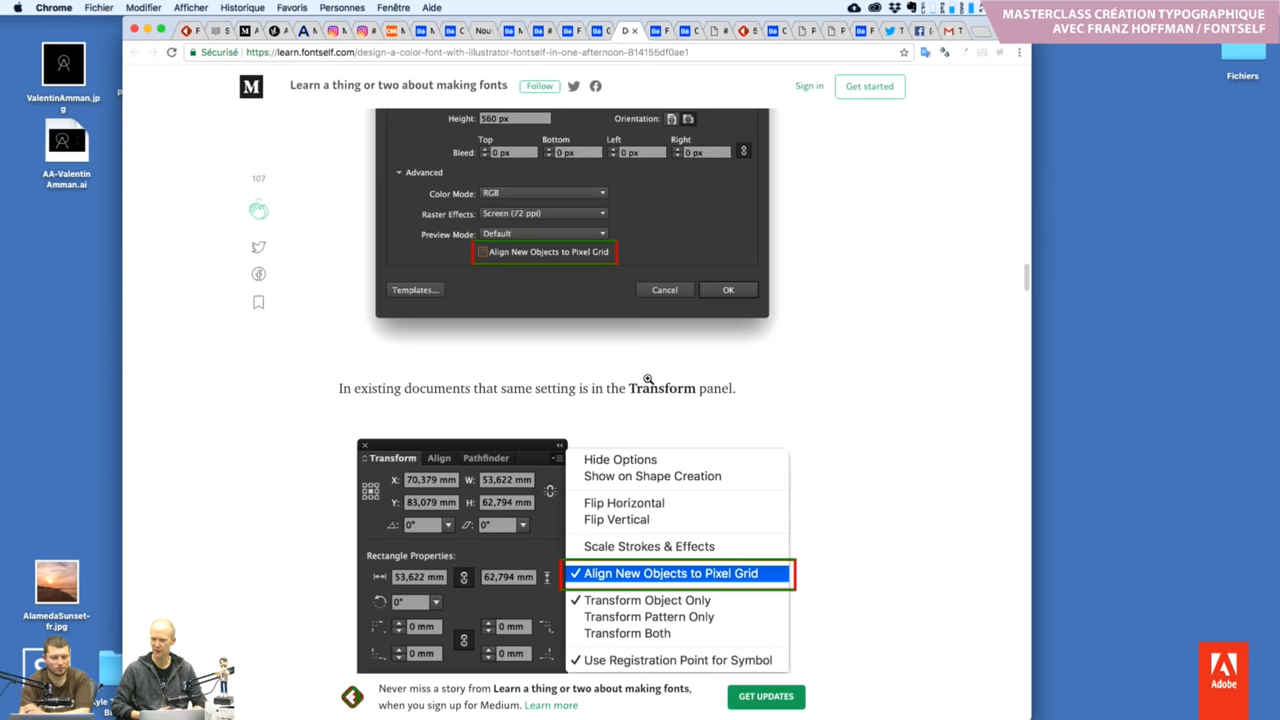 Chrome Fichier Modifier Afficher Historique Favoris Personnes Fenêtre Aide
MASTERCLASS CRÉATION TYPOGRAPHIQUE
AVEC FRANZ HOFFMAN / FONTSELF
Sécurisé https://learn.fontself.com/design-a-color-font-with-illustrator-fontself-in-one-afternoon-814155df0ae1
Fichiers
ValentinAmman.jp
g
AA-Valentin
Amman.ai
M Learn a thing or two about making fonts Follow Sign in Get started
Height: 560 px Orientation:
Top Bottom Left Right
Bleed: 0 px 0 px 0 px 0 px
Advanced
107
Color Mode: RGB
Raster Effects: Screen (72 ppi)
Preview Mode: Default
Align New Objects to Pixel Grid
Templates... Cancel OK
In existing documents that same setting is in the Transform panel.
Transform Align Pathfinder
X: 70,379 mm W: 53,622 mm
Y: 83,079 mm H: 62,794 mm
0° 0°
Rectangle Properties:
53,622 mm 62,794 mm
0°
0 mm 0 mm
0 mm 0 mm
Hide Options
Show on Shape Creation
Flip Horizontal
Flip Vertical
Scale Strokes & Effects
✓ Align New Objects to Pixel Grid
✓ Transform Object Only
Transform Pattern Only
Transform Both
✓ Use Registration Point for Symbol
AlamedaSunset-
fr.jpg
Never miss a story from Learn a thing or two about making fonts,
when you sign up for Medium. Learn more
GET UPDATES
Adobe